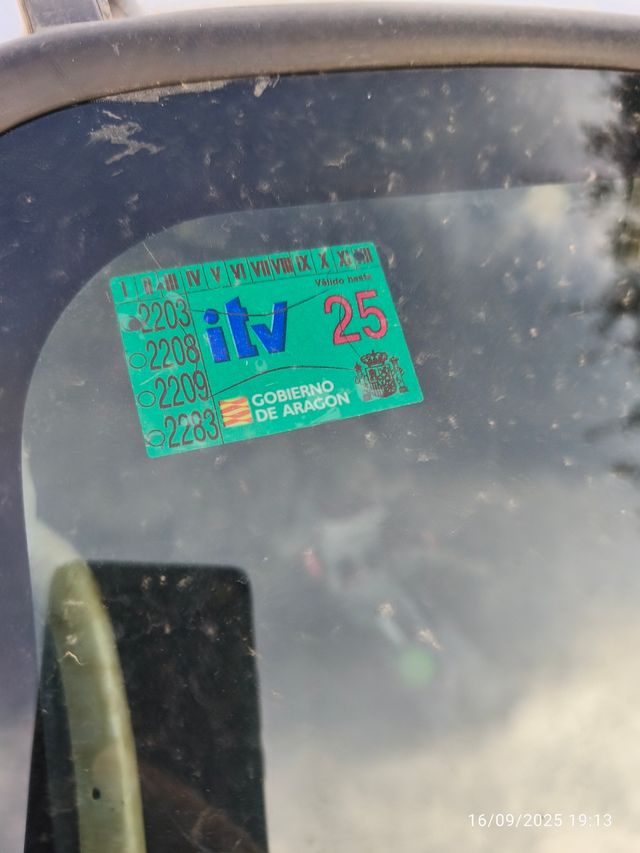 I II III IV V VI VII VIII IX X XI XII
Válido hasta
2203
2208
2209
2283
itv
25
GOBIERNO
DE ARAGON
16/09/2025 19:13